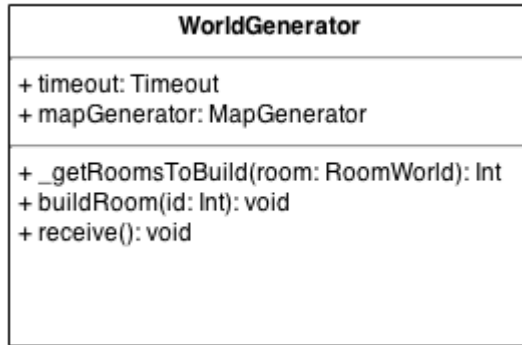 WorldGenerator
+ timeout: Timeout
+ mapGenerator: MapGenerator
+ _getRoomsToBuild(room: RoomWorld): Int
+ buildRoom(id: Int): void
+ receive(): void